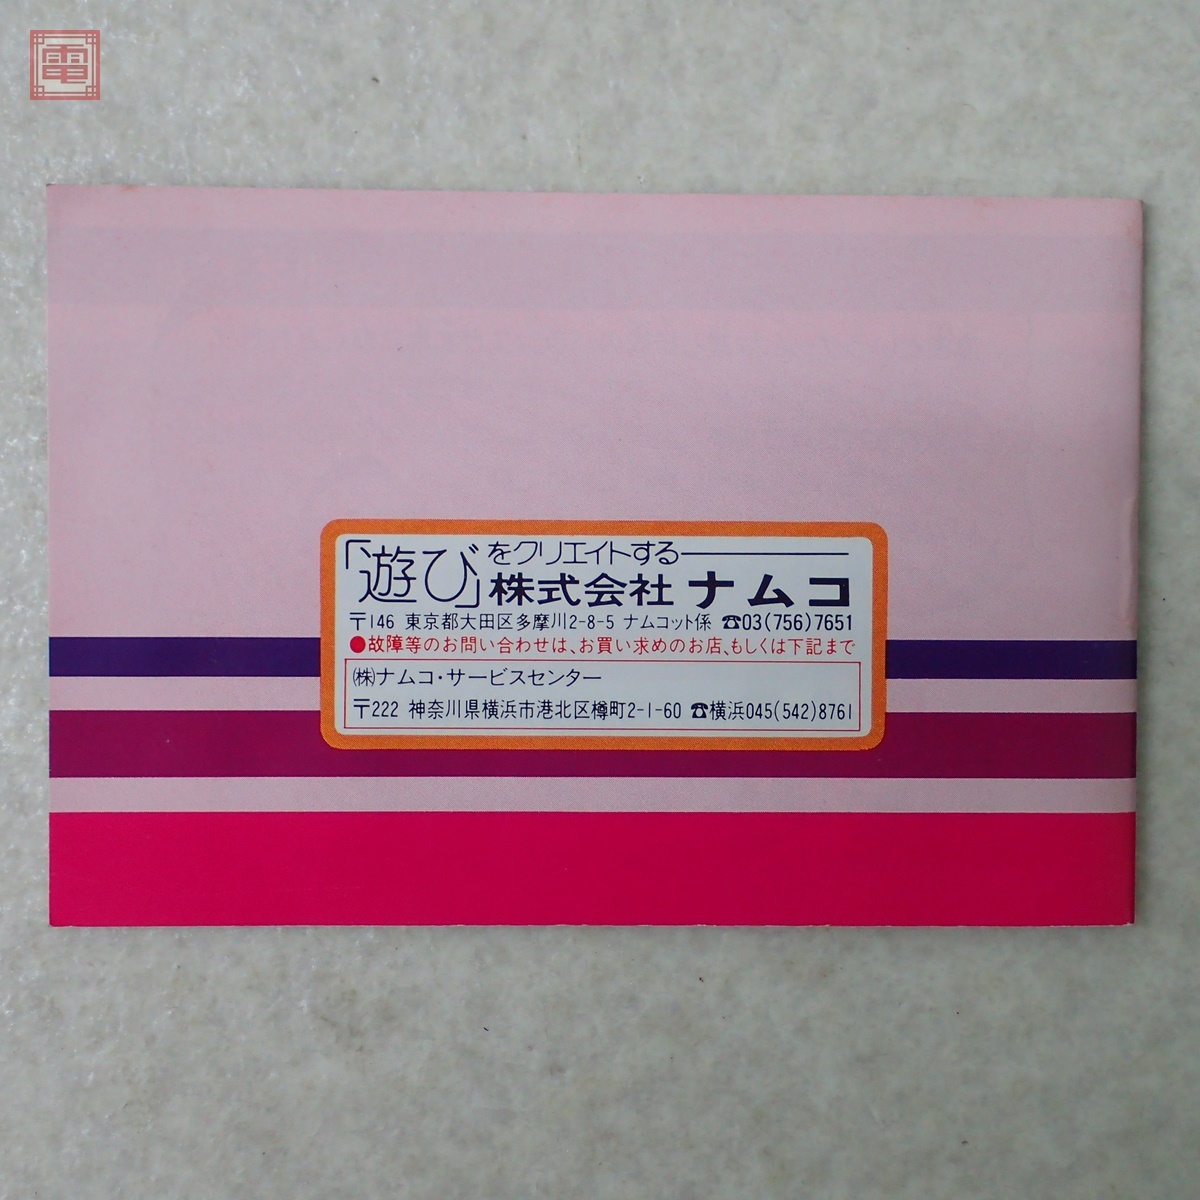 電
「遊び」をクリエイトする
株式会社 ナムコ
〒146 東京都大田区多摩川2-8-5 ナムコット係 ☎03(756)7651
●故障等のお問い合わせは、お買い求めのお店、もしくは下記まで
㈱ナムコ・サービスセンター
〒222 神奈川県横浜市港北区樽町2-1-60 ☎横浜045(542)8761